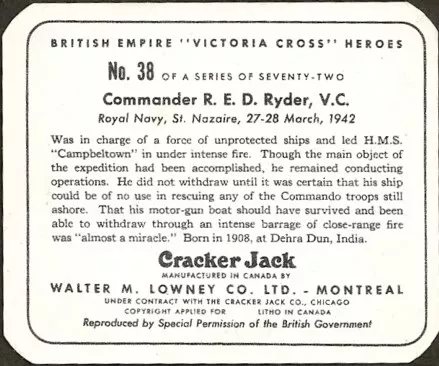 BRITISH EMPIRE "VICTORIA CROSS" HEROES
No. 38 OF A SERIES OF SEVENTY-TWO
Commander R. E. D. Ryder, V.C.
Royal Navy, St. Nazaire, 27-28 March, 1942
Was in charge of a force of unprotected ships and led H.M.S.
"Campbeltown" in under intense fire. Though the main object of
the expedition had been accomplished, he remained conducting
operations. He did not withdraw until it was certain that his ship
could be of no use in rescuing any of the Commando troops still
ashore. That his motor-gun boat should have survived and been
able to withdraw through an intense barrage of close-range fire
was "almost a miracle." Born in 1908, at Dehra Dun, India.
Cracker Jack
MANUFACTURED IN CANADA BY
WALTER M. LOWNEY CO. LTD. - MONTREAL
UNDER CONTRACT WITH THE CRACKER JACK CO., CHICAGO
COPYRIGHT APPLIED FOR LITHO IN CANADA
Reproduced by Special Permission of the British Government